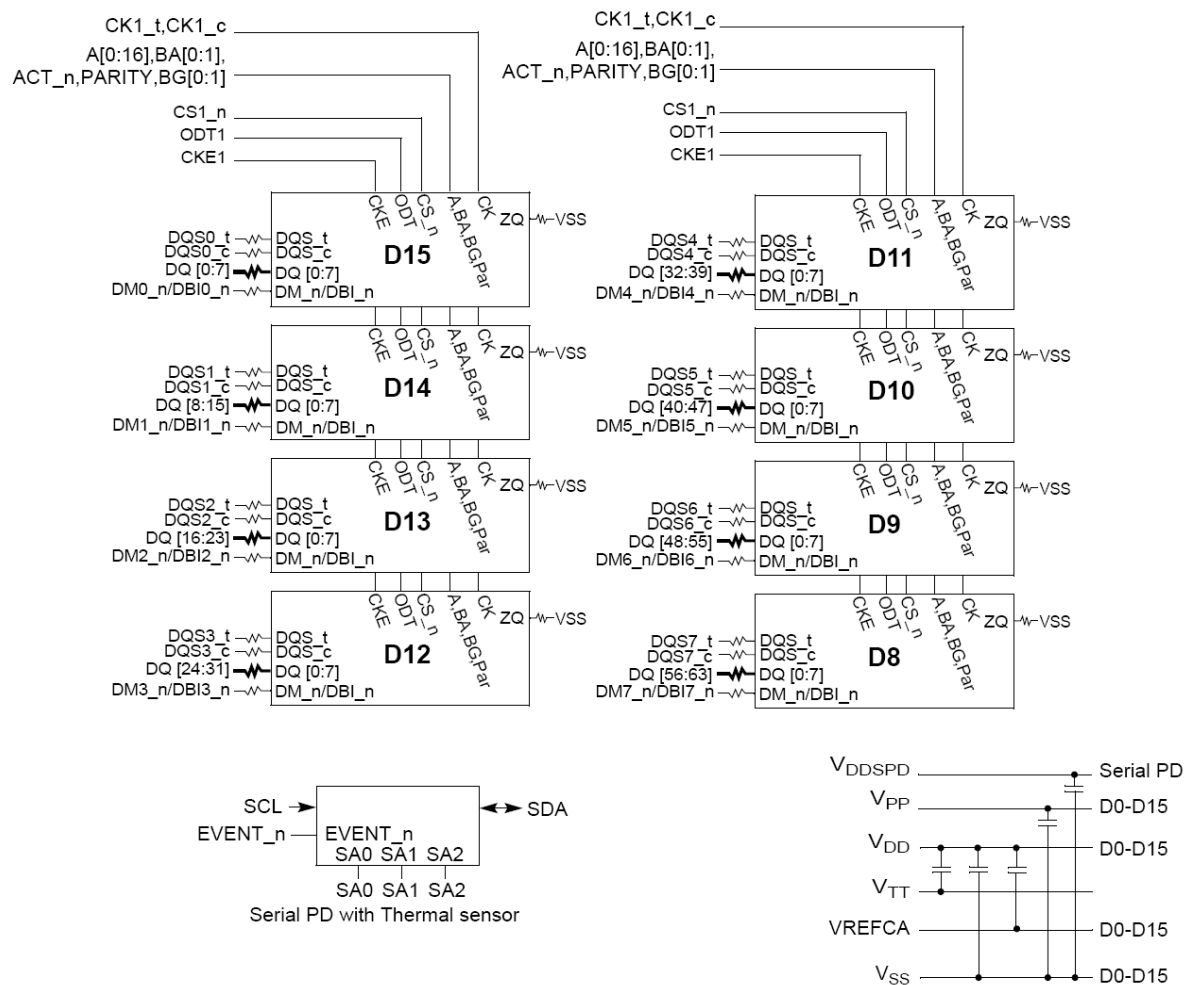 CK1_t,CK1_c
A[0:16],BA[0:1],
ACT_n,PARITY,BG[0:1]
CS1_n
ODT1
CKE1
CKE ODT CS_n A,BA,BG,Par CK ZQ VSS
DQS0_t DQS_t
DQS0_c DQS_c
D15
DQ [0:7] DQ [0:7]
DM0_n/DBI0_n DM_n/DBI_n
CKE ODT CS_n A,BA,BG,Par CK ZQ VSS
DQS1_t DQS_t
DQS1_c DQS_c
D14
DQ [8:15] DQ [0:7]
DM1_n/DBI1_n DM_n/DBI_n
CKE ODT CS_n A,BA,BG,Par CK ZQ VSS
DQS2_t DQS_t
DQS2_c DQS_c
D13
DQ [16:23] DQ [0:7]
DM2_n/DBI2_n DM_n/DBI_n
CKE ODT CS_n A,BA,BG,Par CK ZQ VSS
DQS3_t DQS_t
DQS3_c DQS_c
D12
DQ [24:31] DQ [0:7]
DM3_n/DBI3_n DM_n/DBI_n
CK1_t,CK1_c
A[0:16],BA[0:1],
ACT_n,PARITY,BG[0:1]
CS1_n
ODT1
CKE1
CKE ODT CS_n A,BA,BG,Par CK ZQ VSS
DQS4_t DQS_t
DQS4_c DQS_c
D11
DQ [32:39] DQ [0:7]
DM4_n/DBI4_n DM_n/DBI_n
CKE ODT CS_n A,BA,BG,Par CK ZQ VSS
DQS5_t DQS_t
DQS5_c DQS_c
D10
DQ [40:47] DQ [0:7]
DM5_n/DBI5_n DM_n/DBI_n
CKE ODT CS_n A,BA,BG,Par CK ZQ VSS
DQS6_t DQS_t
DQS6_c DQS_c
D9
DQ [48:55] DQ [0:7]
DM6_n/DBI6_n DM_n/DBI_n
CKE ODT CS_n A,BA,BG,Par CK ZQ VSS
DQS7_t DQS_t
DQS7_c DQS_c
D8
DQ [56:63] DQ [0:7]
DM7_n/DBI7_n DM_n/DBI_n
SCL SDA
EVENT_n EVENT_n
SA0 SA1 SA2
SA0 SA1 SA2
Serial PD with Thermal sensor
VDDSPD Serial PD
VPP D0-D15
VDD D0-D15
VTT
VREFCA D0-D15
VSS D0-D15